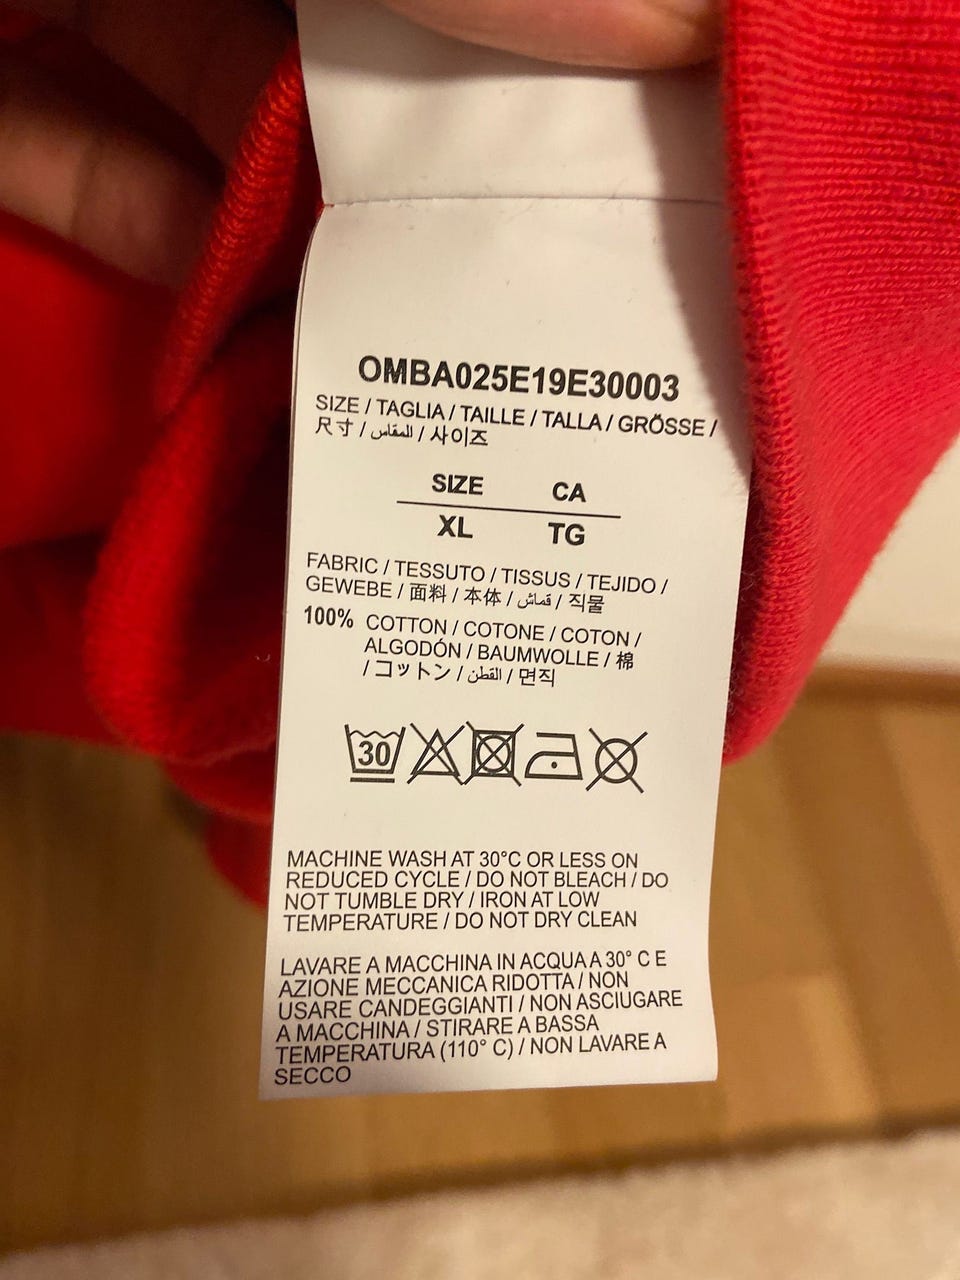 OMBA025E19E30003
SIZE / TAGLIA / TAILLE / TALLA / GRÖSSE /
尺寸 / المقاس / 사이즈
SIZE CA
XL TG
FABRIC / TESSUTO / TISSUS / TEJIDO /
GEWEBE / 面料 / 本体 / قماش / 직물
100% COTTON / COTONE / COTON /
ALGODÓN / BAUMWOLLE / 棉
/ コットン / القطن / 면직
30
MACHINE WASH AT 30°C OR LESS ON
REDUCED CYCLE / DO NOT BLEACH / DO
NOT TUMBLE DRY / IRON AT LOW
TEMPERATURE / DO NOT DRY CLEAN
LAVARE A MACCHINA IN ACQUA A 30° C E
AZIONE MECCANICA RIDOTTA / NON
USARE CANDEGGIANTI / NON ASCIUGARE
A MACCHINA / STIRARE A BASSA
TEMPERATURA (110° C) / NON LAVARE A
SECCO